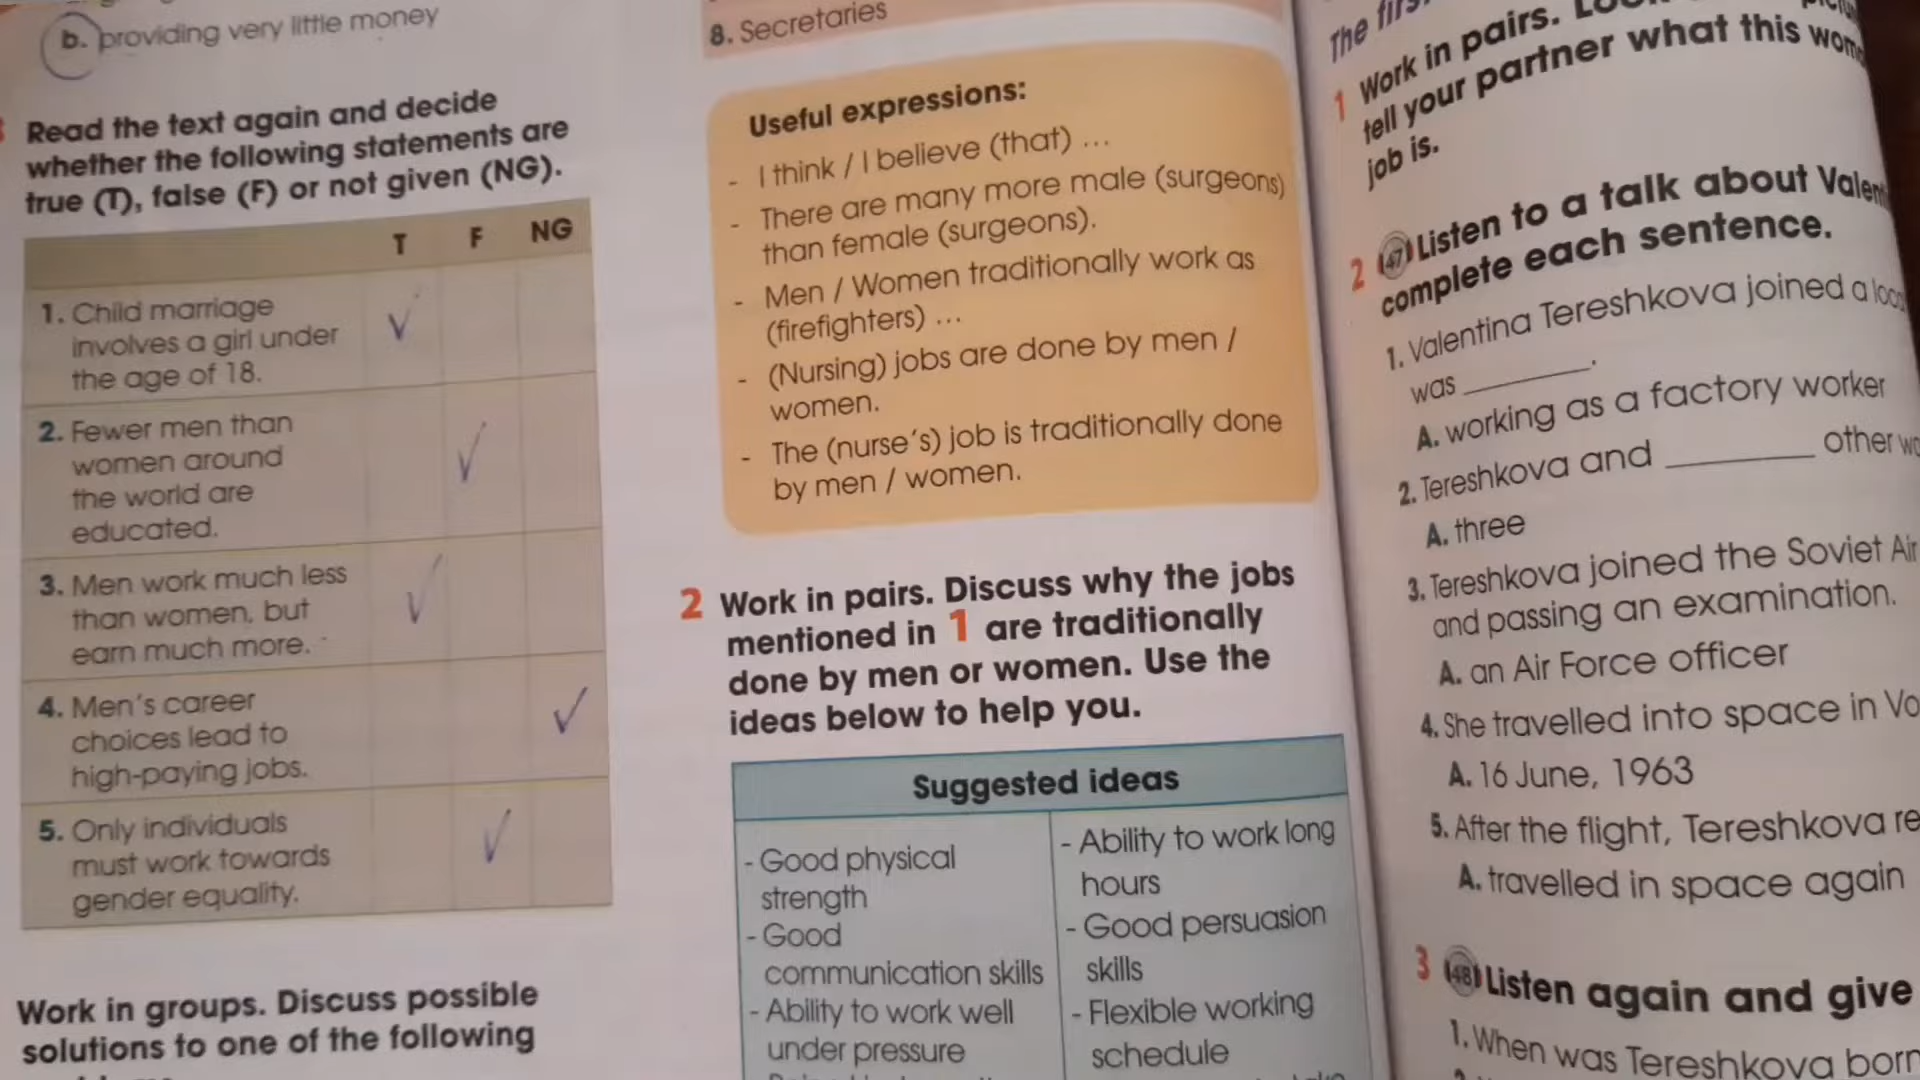 b. providing very little money
Read the text again and decide
whether the following statements are
true (T), false (F) or not given (NG).
T F NG
1. Child marriage
involves a girl under
the age of 18.
2. Fewer men than
women around
the world are
educated.
3. Men work much less
than women, but
earn much more.
4. Men's career
choices lead to
high-paying jobs.
5. Only individuals
must work towards
gender equality.
Work in groups. Discuss possible
solutions to one of the following
8. Secretaries
Useful expressions:
- I think / I believe (that) ...
- There are many more male (surgeons)
than female (surgeons).
- Men / Women traditionally work as
(firefighters) ...
- (Nursing) jobs are done by men /
women.
- The (nurse's) job is traditionally done
by men / women.
2 Work in pairs. Discuss why the jobs
mentioned in 1 are traditionally
done by men or women. Use the
ideas below to help you.
Suggested ideas
- Good physical
strength
- Good
communication skills
- Ability to work well
under pressure
- Ability to work long
hours
- Good persuasion
skills
- Flexible working
schedule
The
1 Work in pairs.
tell your partner what this
job is.
2 47 Listen to a talk about
complete each sentence.
1. Valentina Tereshkova joined a
was ________.
A. working as a factory worker
2. Tereshkova and ________ other
A. three
3. Tereshkova joined the Soviet Air
and passing an examination.
A. an Air Force officer
4. She travelled into space in
A. 16 June, 1963
5. After the flight, Tereshkova
A. travelled in space again
3 48 Listen again and give
1. When was Tereshkova born